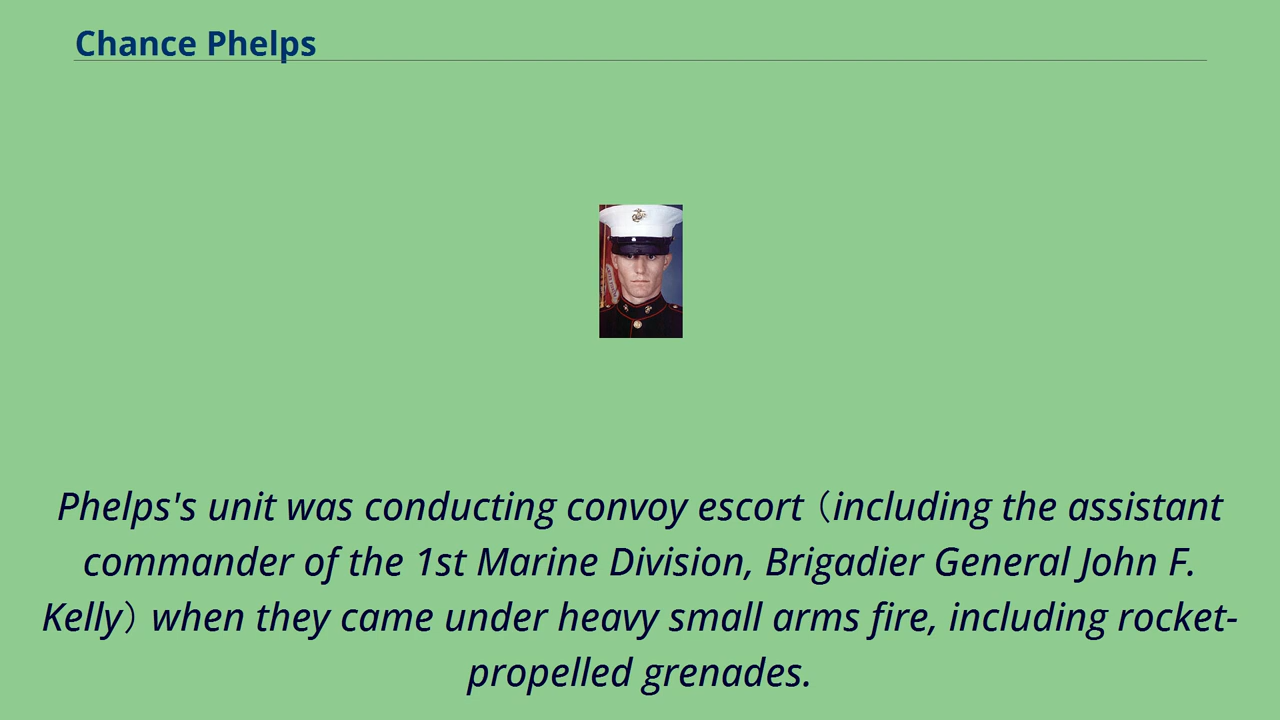 Chance Phelps
Phelps's unit was conducting convoy escort（including the assistant
commander of the 1st Marine Division, Brigadier General John F.
Kelly）when they came under heavy small arms fire, including rocket-
propelled grenades.